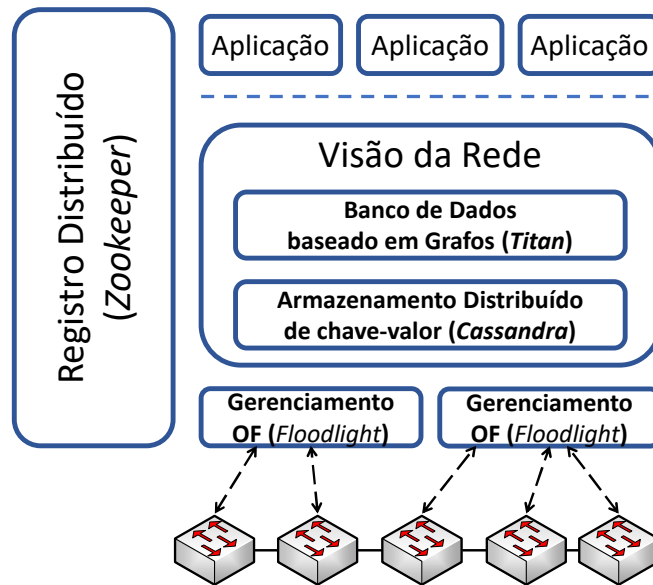 Registro Distribuído
(Zookeeper)
Aplicação
Aplicação
Aplicação
Visão da Rede
Banco de Dados
baseado em Grafos (Titan)
Armazenamento Distribuído
de chave-valor (Cassandra)
Gerenciamento
OF (Floodlight)
Gerenciamento
OF (Floodlight)